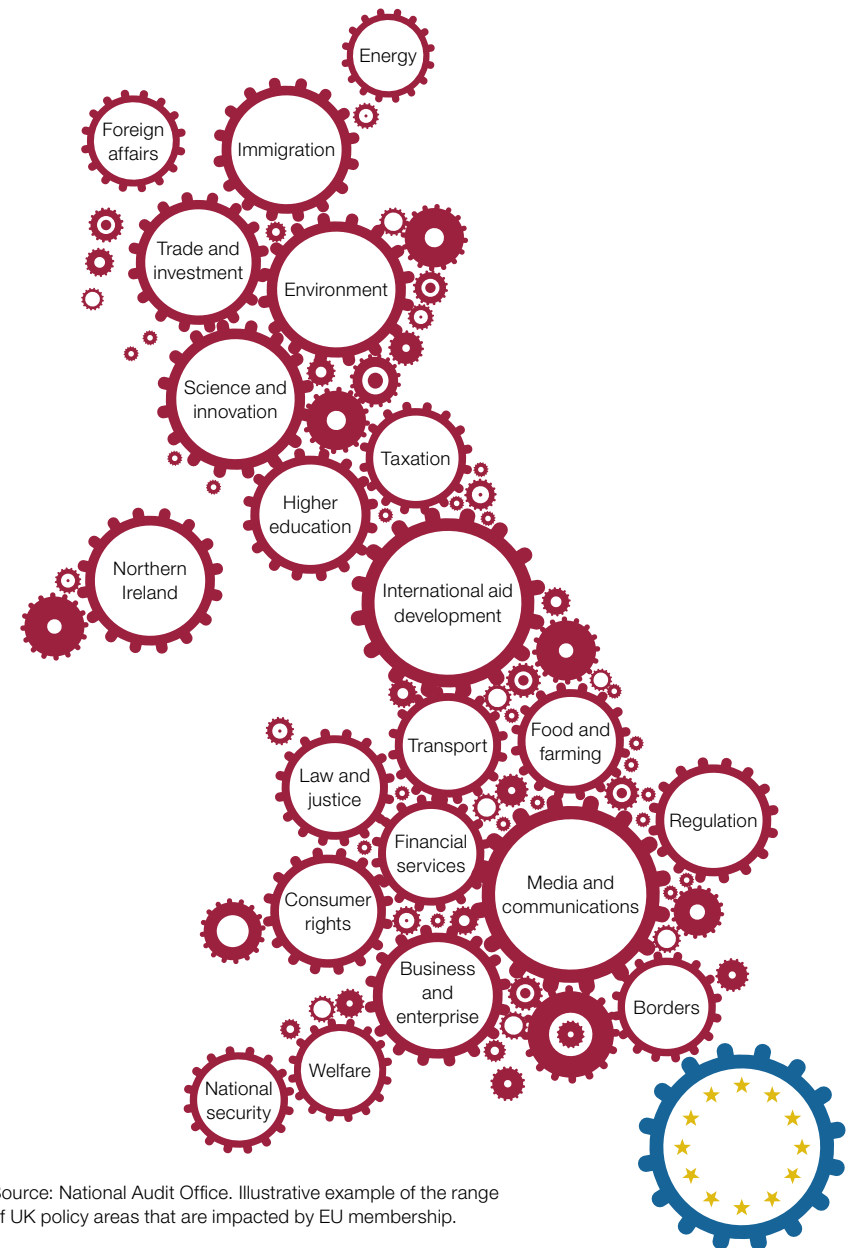 Energy
Foreign
affairs
Immigration
Trade and
investment
Environment
Science and
innovation
Taxation
Higher
education
Northern
Ireland
International aid
development
Transport
Food and
farming
Law and
justice
Regulation
Financial
services
Media and
communications
Consumer
rights
Business
and
enterprise
Borders
Welfare
National
security
ource: National Audit Office. Illustrative example of the range
f UK policy areas that are impacted by EU membership.